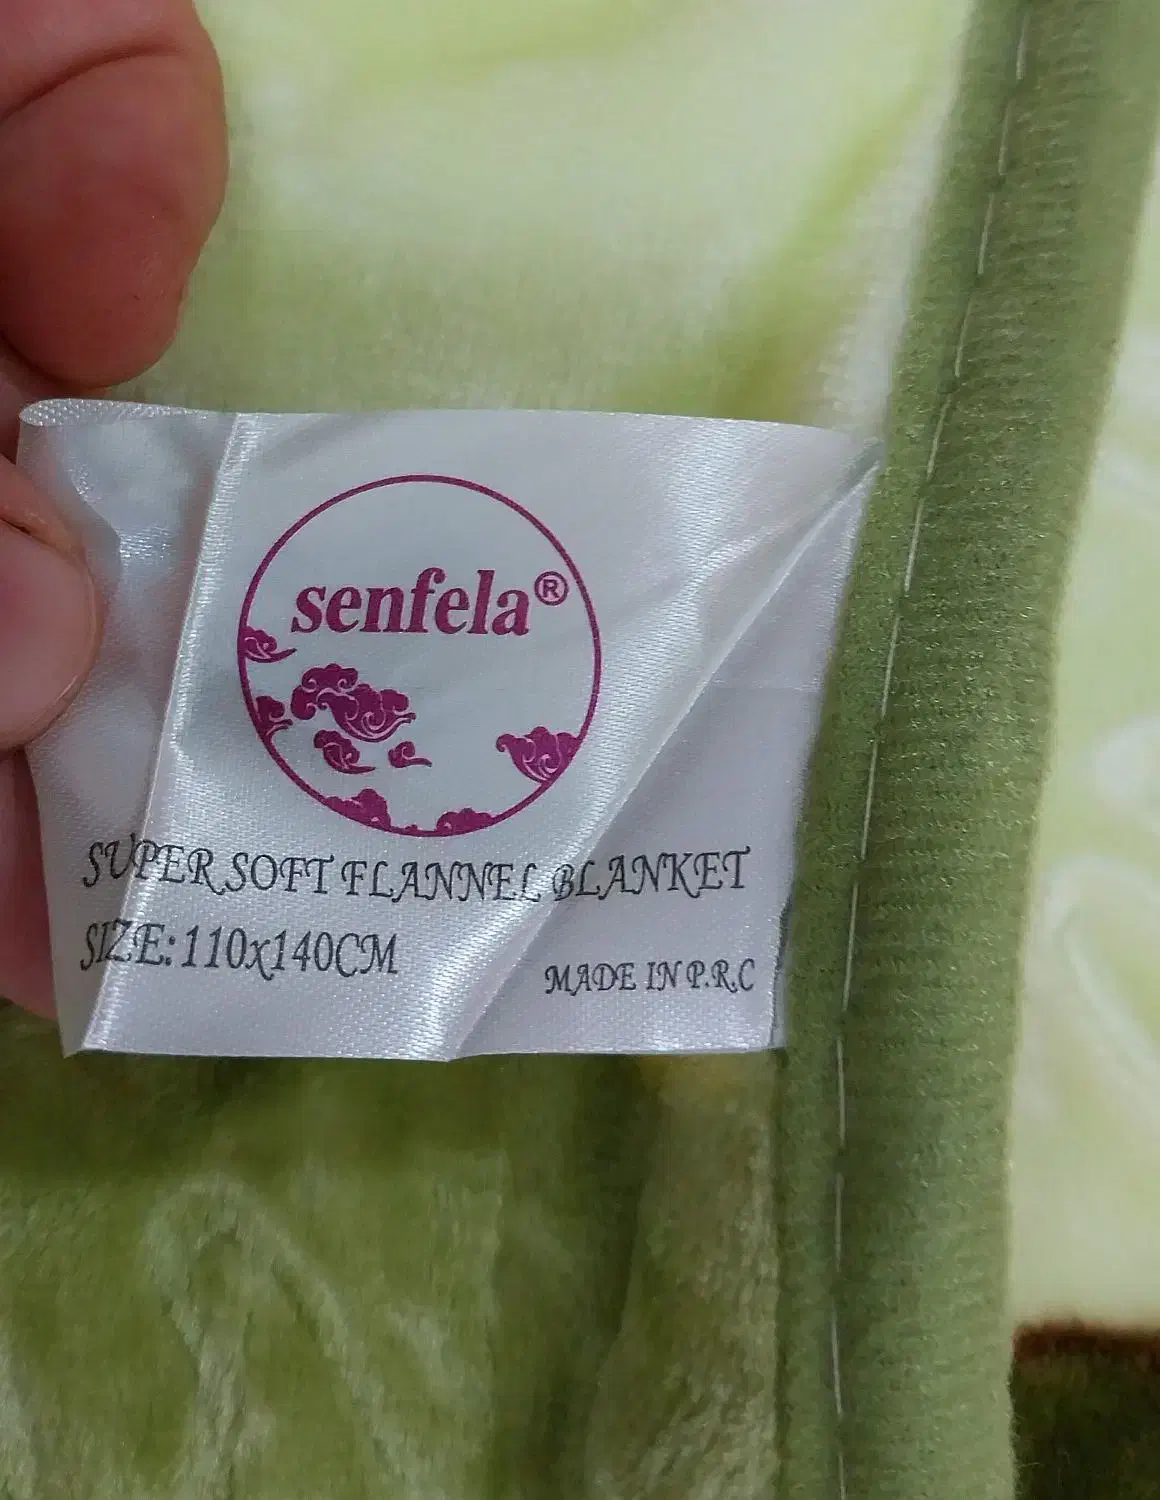 senfela®
SUPER SOFT FLANNEL BLANKET
SIZE: 110x140CM
MADE IN P.R.C